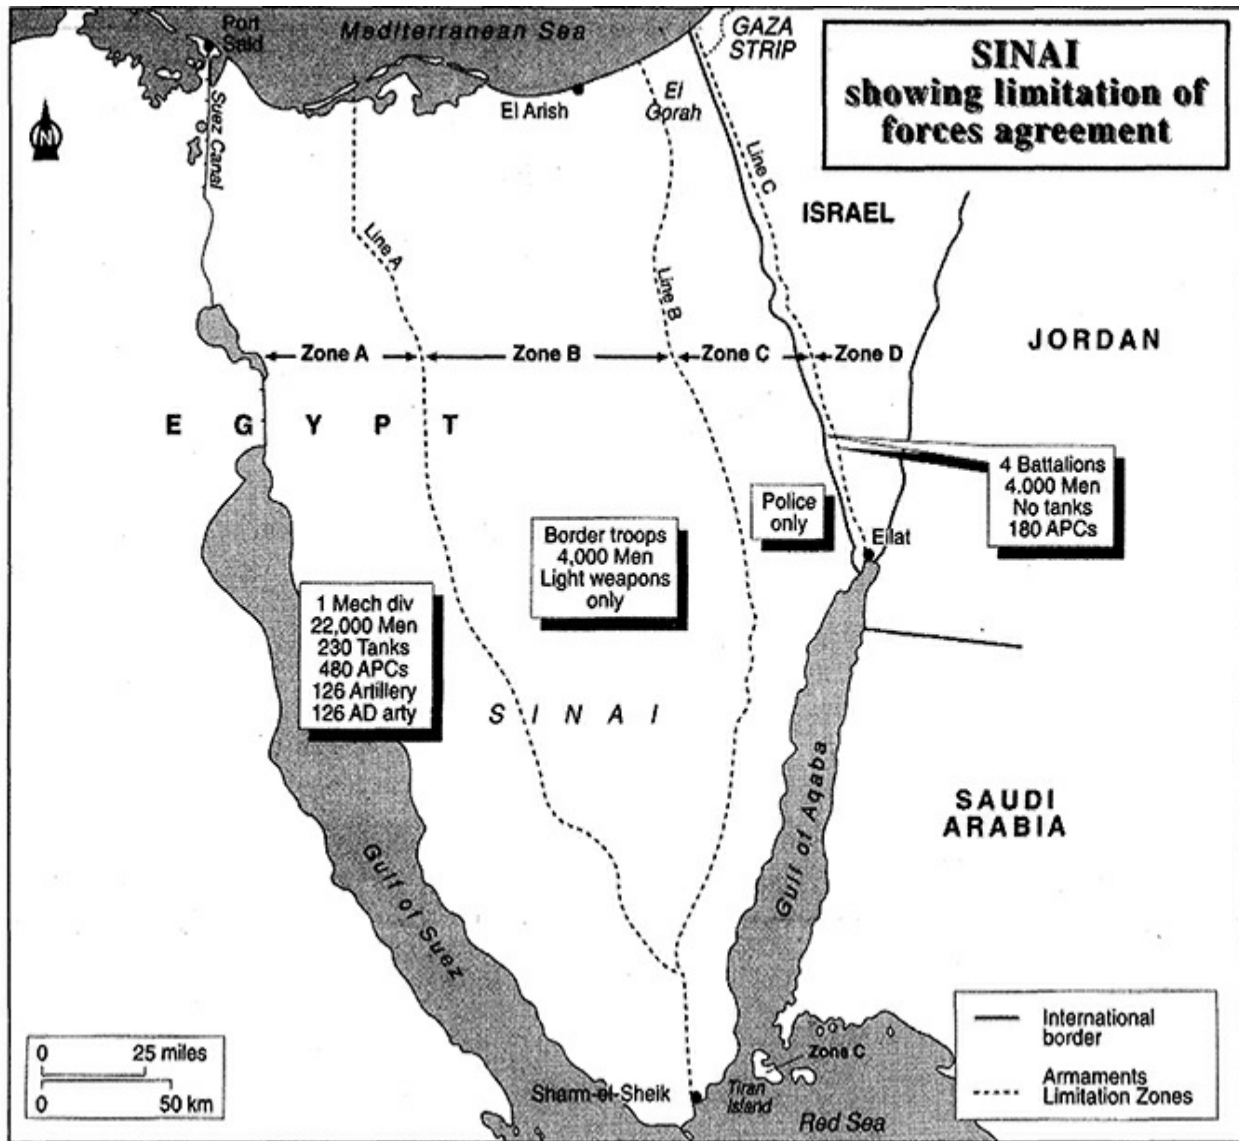 SINAI
showing limitation of
forces agreement
Mediterranean Sea
Port
Said
GAZA
STRIP
El Arish
El
Gorah
Suez Canal
N
Line A
Line B
Line C
ISRAEL
JORDAN
Zone A
Zone B
Zone C
Zone D
EGYPT
4 Battalions
4.000 Men
No tanks
180 APCs
Police
only
Eilat
Border troops
4,000 Men
Light weapons
only
1 Mech div
22,000 Men
230 Tanks
480 APCs
126 Artillery
126 AD arty
SINAI
Gulf of Suez
Gulf of Aqaba
SAUDI
ARABIA
Zone C
Tiran
Island
Sharm-el-Sheik
Red Sea
0 25 miles
0 50 km
International
border
Armaments
Limitation Zones